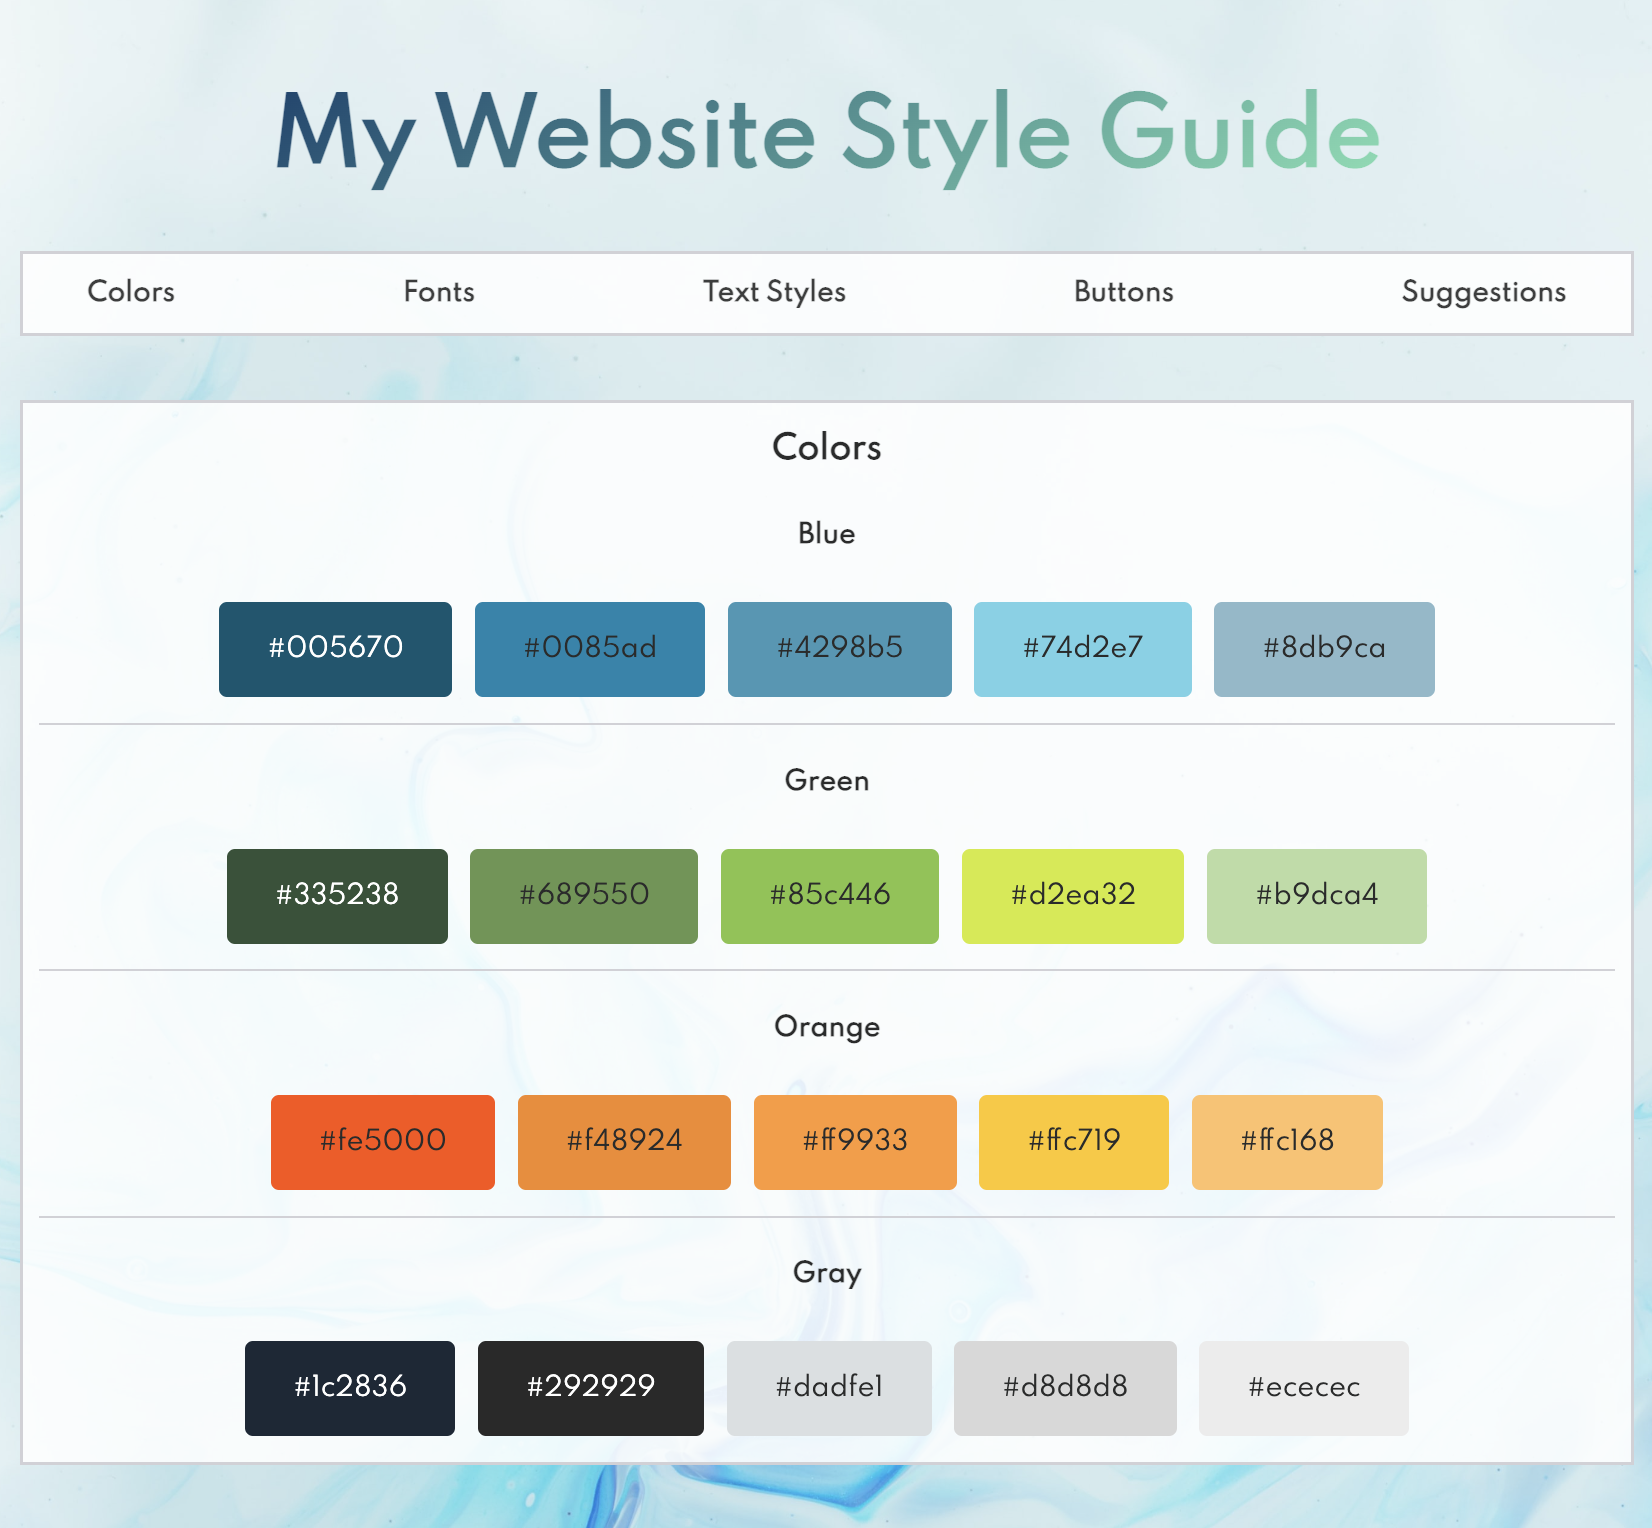 My Website Style Guide
Colors Fonts Text Styles Buttons Suggestions
Colors
Blue
#005670 #0085ad #4298b5 #74d2e7 #8db9ca
Green
#335238 #689550 #85c446 #d2ea32 #b9dca4
Orange
#fe5000 #f48924 #ff9933 #ffc719 #ffc168
Gray
#1c2836 #292929 #dadfe1 #d8d8d8 #ececec